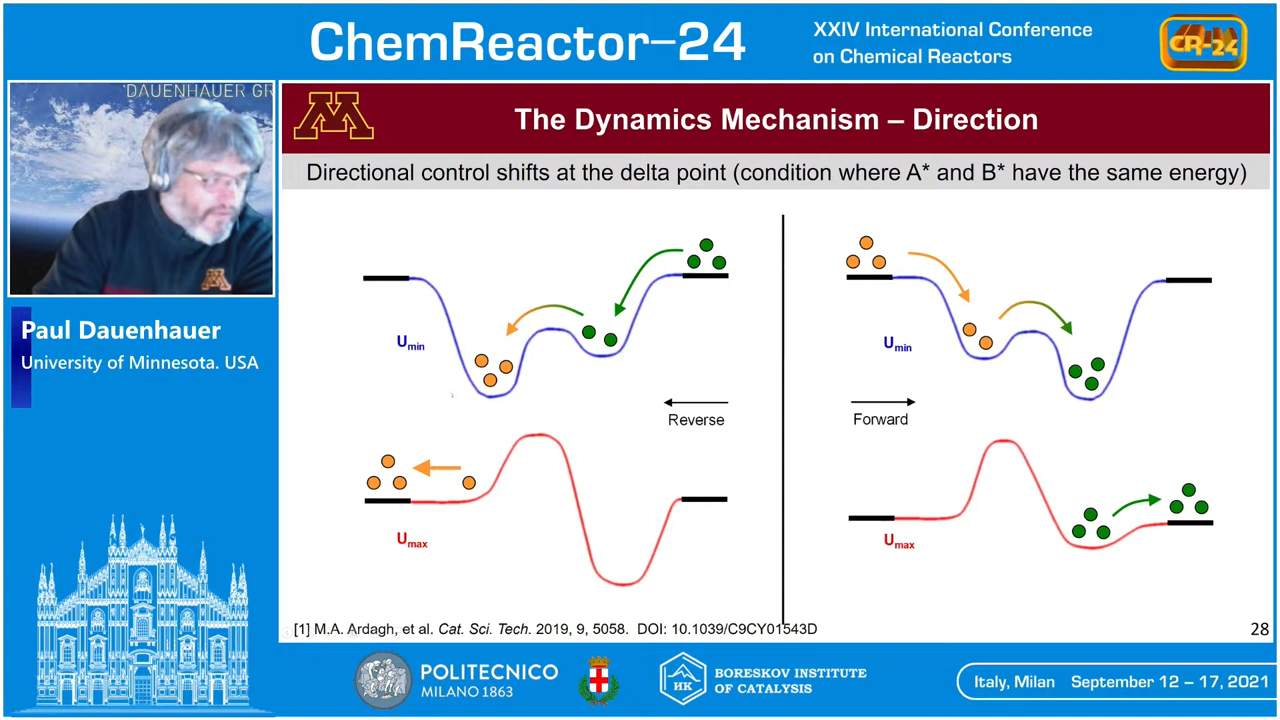 ChemReactor–24
XXIV International Conference
on Chemical Reactors
CR-24
DAUENHAUER GR
M
Paul Dauenhauer
University of Minnesota. USA
M
The Dynamics Mechanism – Direction
Directional control shifts at the delta point (condition where A* and B* have the same energy)
Umin
Reverse
Umax
Umin
Forward
Umax
[1] M.A. Ardagh, et al. Cat. Sci. Tech. 2019, 9, 5058. DOI: 10.1039/C9CY01543D
28
POLITECNICO
MILANO 1863
НК
BORESKOV INSTITUTE
OF CATALYSIS
Italy, Milan September 12 – 17, 2021